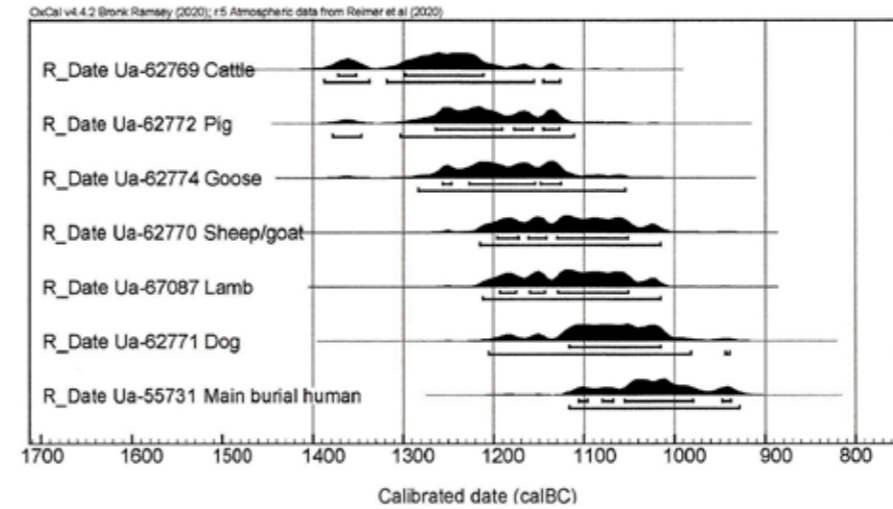 OxCal v4.4.2 Bronk Ramsey (2020); r:5 Atmospheric data from Reimer et al (2020)
R_Date Ua-62769 Cattle
R_Date Ua-62772 Pig
R_Date Ua-62774 Goose
R_Date Ua-62770 Sheep/goat
R_Date Ua-67087 Lamb
R_Date Ua-62771 Dog
R_Date Ua-55731 Main burial human
1700 1600 1500 1400 1300 1200 1100 1000 900 800
Calibrated date (calBC)